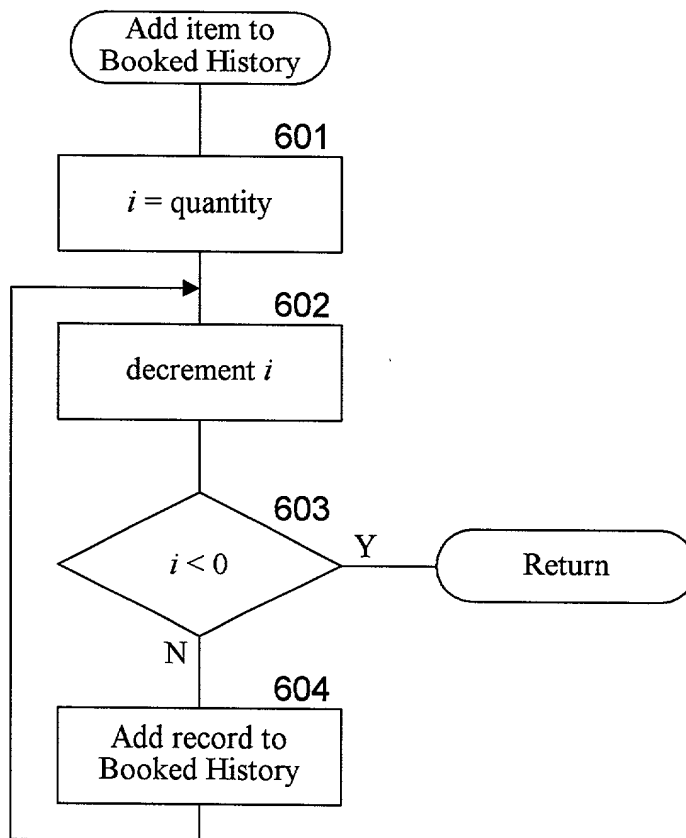 Add item to
Booked History
601
i = quantity
602
decrement i
603
i < 0
Y
Return
N
604
Add record to
Booked History